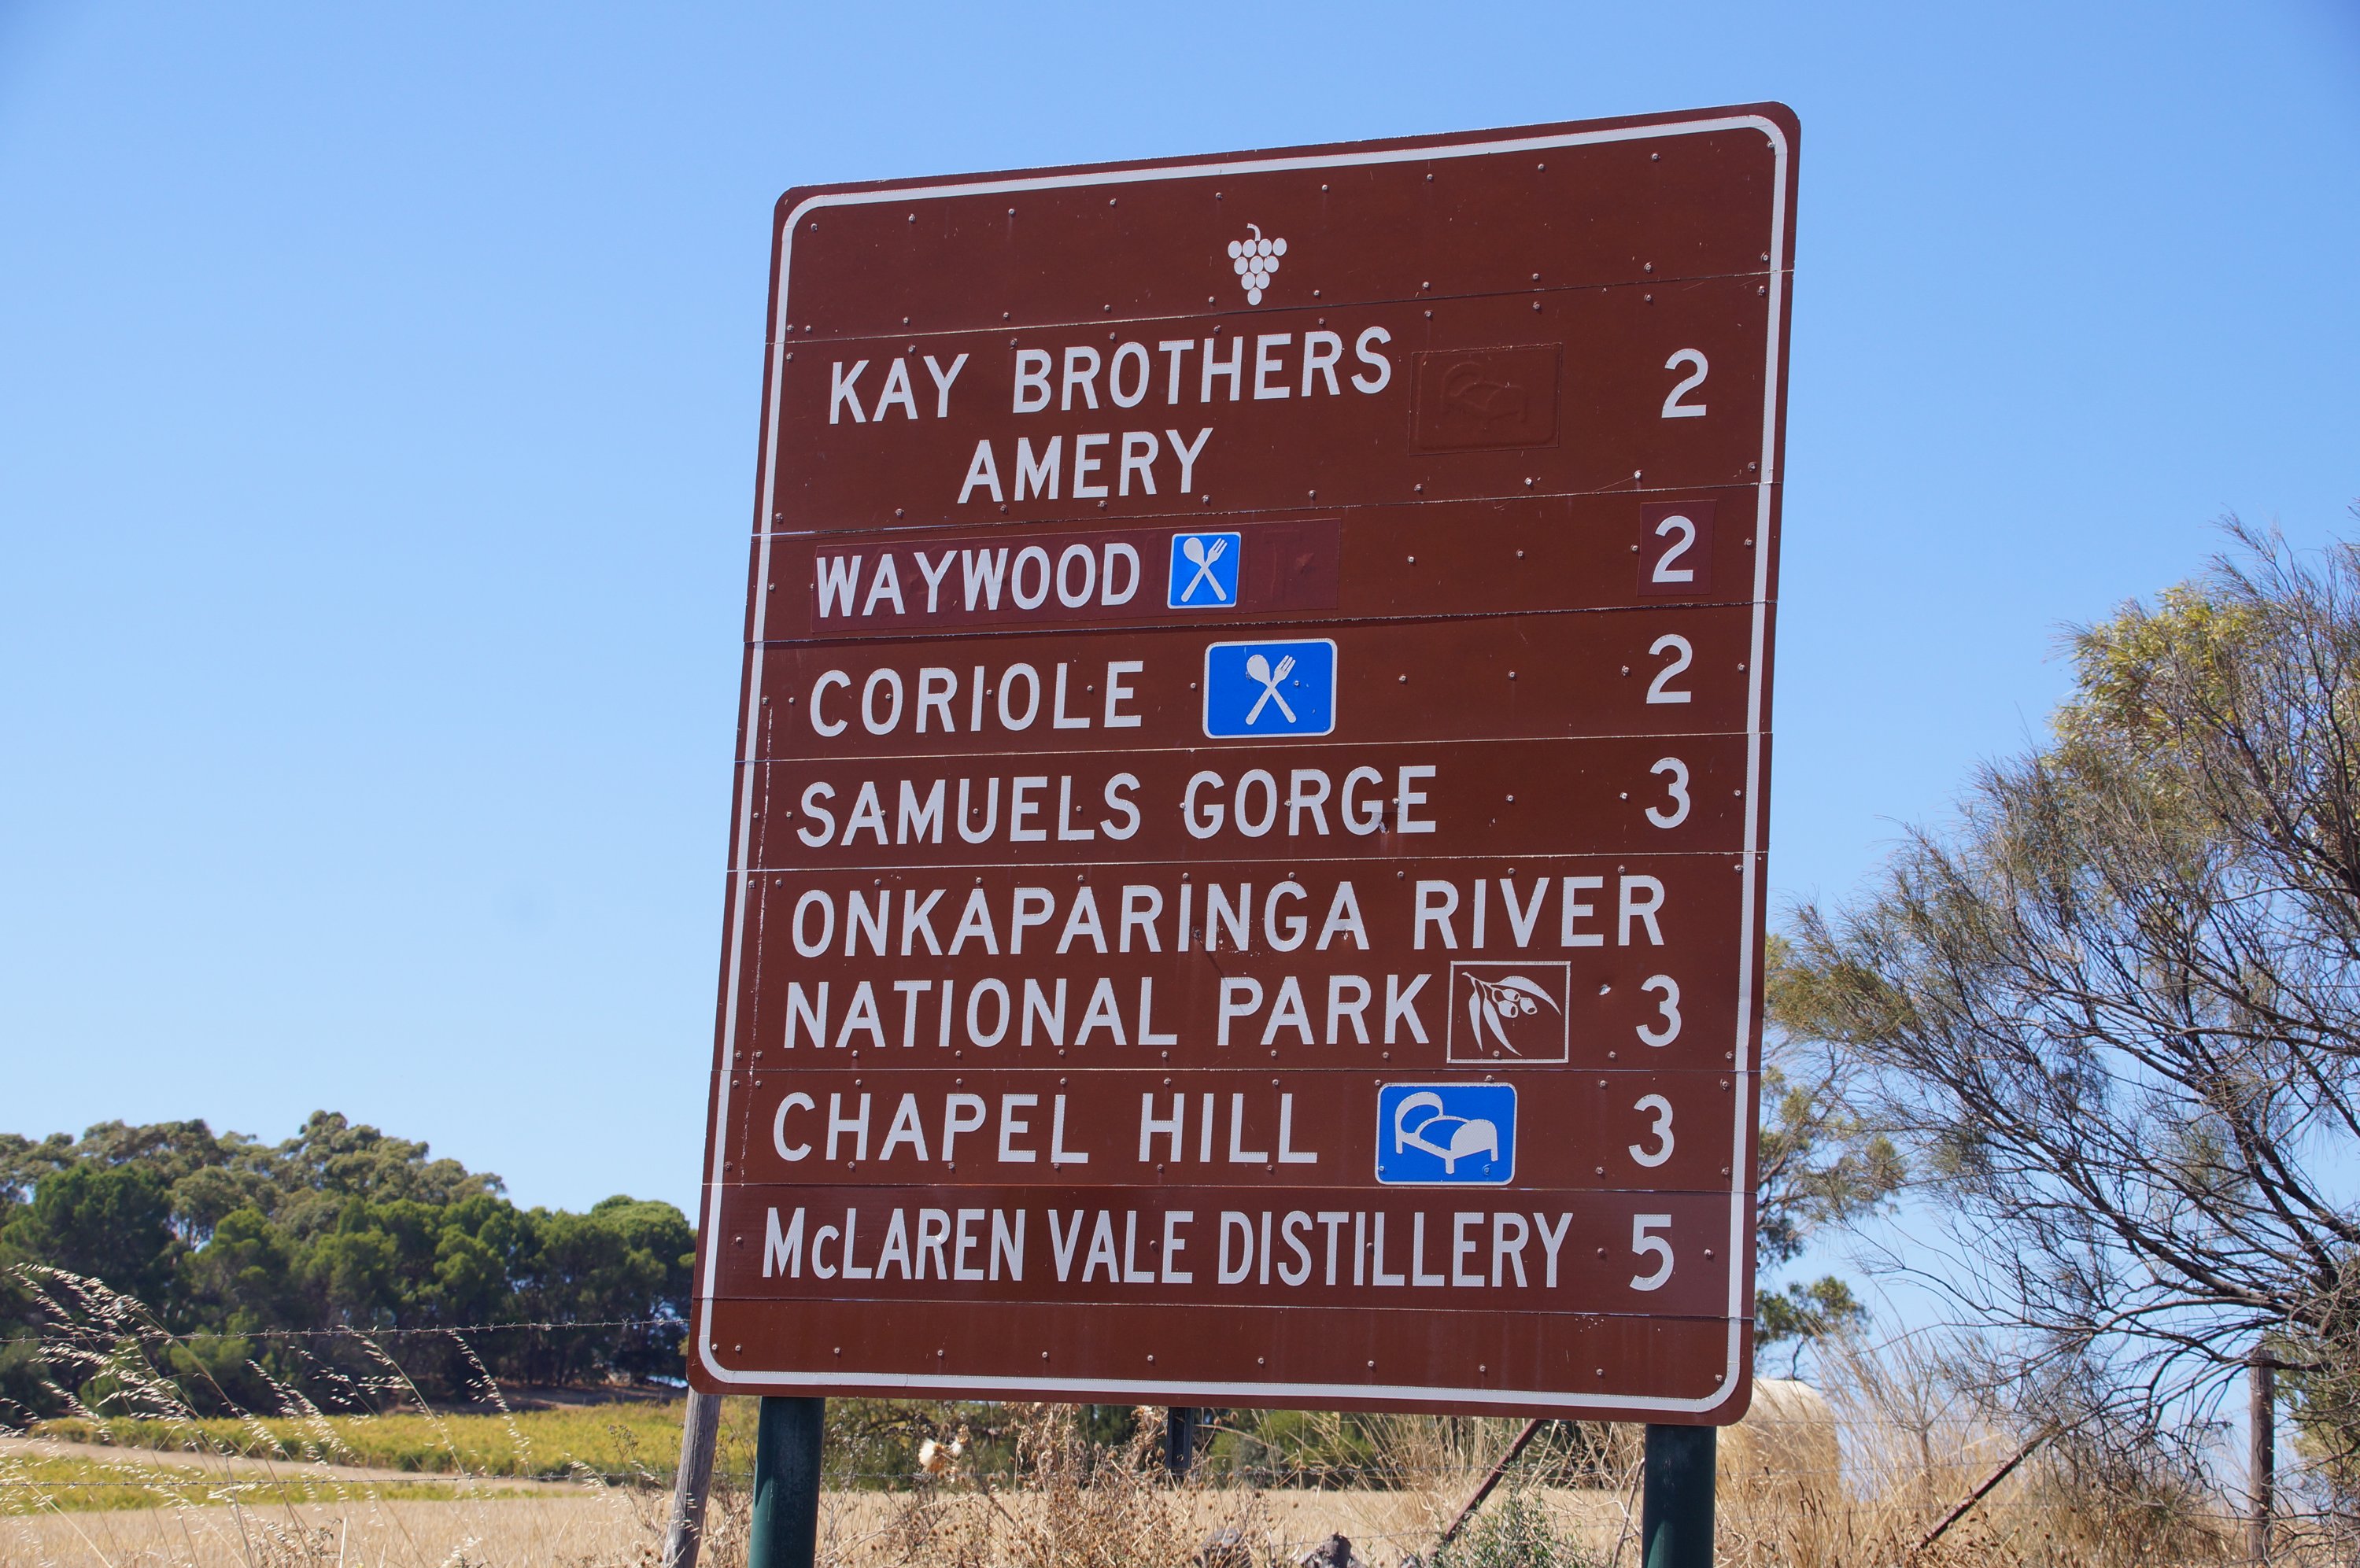 KAY BROTHERS 2
AMERY
WAYWOOD 2
CORIOLE 2
SAMUELS GORGE 3
ONKAPARINGA RIVER
NATIONAL PARK 3
CHAPEL HILL 3
McLAREN VALE DISTILLERY 5